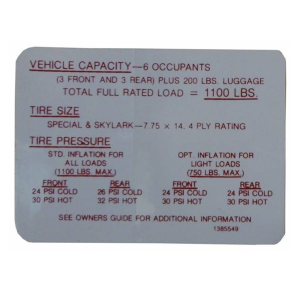 VEHICLE CAPACITY—6 OCCUPANTS
(3 FRONT AND 3 REAR) PLUS 200 LBS. LUGGAGE
TOTAL FULL RATED LOAD = 1100 LBS.
TIRE SIZE
SPECIAL & SKYLARK—7.75 × 14, 4 PLY RATING
TIRE PRESSURE
STD. INFLATION FOR
ALL LOADS
(1100 LBS. MAX.)
FRONT REAR
24 PSI COLD 26 PSI COLD
30 PSI HOT 32 PSI HOT
OPT. INFLATION FOR
LIGHT LOADS
(750 LBS. MAX.)
FRONT REAR
24 PSI COLD 24 PSI COLD
30 PSI HOT 30 PSI HOT
SEE OWNERS GUIDE FOR ADDITIONAL INFORMATION
1385549